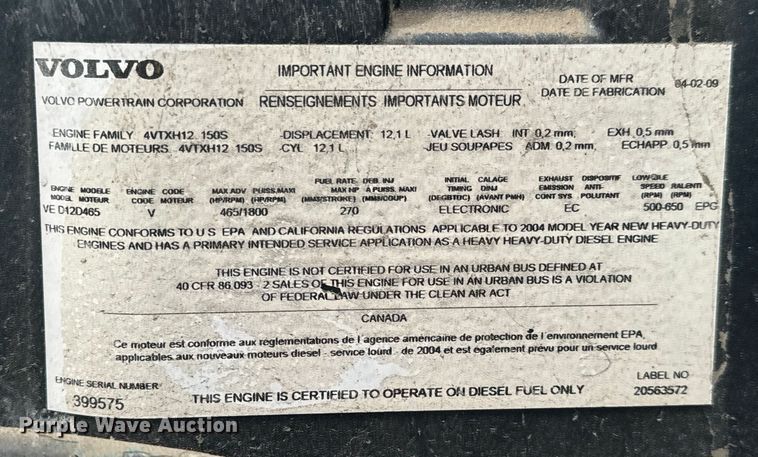 VOLVO
IMPORTANT ENGINE INFORMATION
DATE OF MFR 04-02-09
VOLVO POWERTRAIN CORPORATION RENSEIGNEMENTS IMPORTANTS MOTEUR DATE DE FABRICATION
ENGINE FAMILY 4VTXH12 150S -DISPLACEMENT: 12,1 L -VALVE LASH INT 0,2 mm, EXH 0,5 mm
FAMILLE DE MOTEURS 4VTXH12 150S -CYL 12,1 L -JEU SOUPAPES ADM 0,2 mm, ECHAPP 0,5 mm
ENGINE MODELE ENGINE CODE MAX ADV PUISS.MAXI FUEL RATE DEB. INJ INITIAL CALAGE EXHAUST DISPOSITIF LOW IDLE
MODEL MOTEUR CODE MOTEUR (HP/RPM) (HP/RPM) MAX HP A PUISS. MAXI TIMING DINJ EMISSION ANTI- SPEED RALENTI
(MM3/STROKE) (MM3/COUP) (DEGBTDC) (AVANT PMH) CONT SYS POLUTANT (RPM) (RPM)
VE D12D465 V 465/1800 270 ELECTRONIC EC 500-650 EPG
THIS ENGINE CONFORMS TO U S EPA AND CALIFORNIA REGULATIONS APPLICABLE TO 2004 MODEL YEAR NEW HEAVY-DUTY
ENGINES AND HAS A PRIMARY INTENDED SERVICE APPLICATION AS A HEAVY HEAVY-DUTY DIESEL ENGINE
THIS ENGINE IS NOT CERTIFIED FOR USE IN AN URBAN BUS DEFINED AT
40 CFR 86.093 - 2 SALES OF THIS ENGINE FOR USE IN AN URBAN BUS IS A VIOLATION
OF FEDERAL LAW UNDER THE CLEAN AIR ACT
CANADA
Ce moteur est conforme aux réglementations de l'agence américaine de protection de l'environnement EPA,
applicables aux nouveaux moteurs diesel - service lourd - de 2004 et est également prévu pour un service lourd
ENGINE SERIAL NUMBER LABEL NO
399575 THIS ENGINE IS CERTIFIED TO OPERATE ON DIESEL FUEL ONLY 20563572
Purple Wave Auction